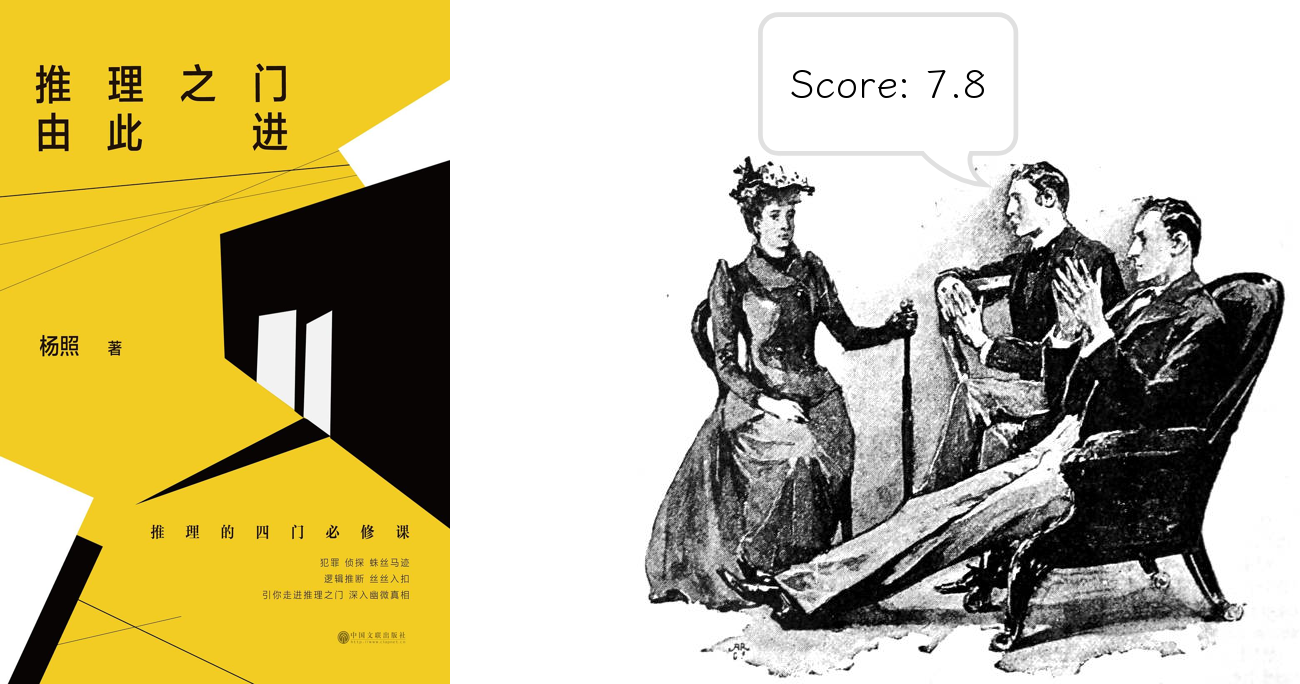 推理之门
由此 进
杨照 著
推理的四门必修课
犯罪 侦探 蛛丝马迹
逻辑推断 丝丝入扣
引你走进推理之门 深入幽微真相
中国文联出版社
Score: 7.8